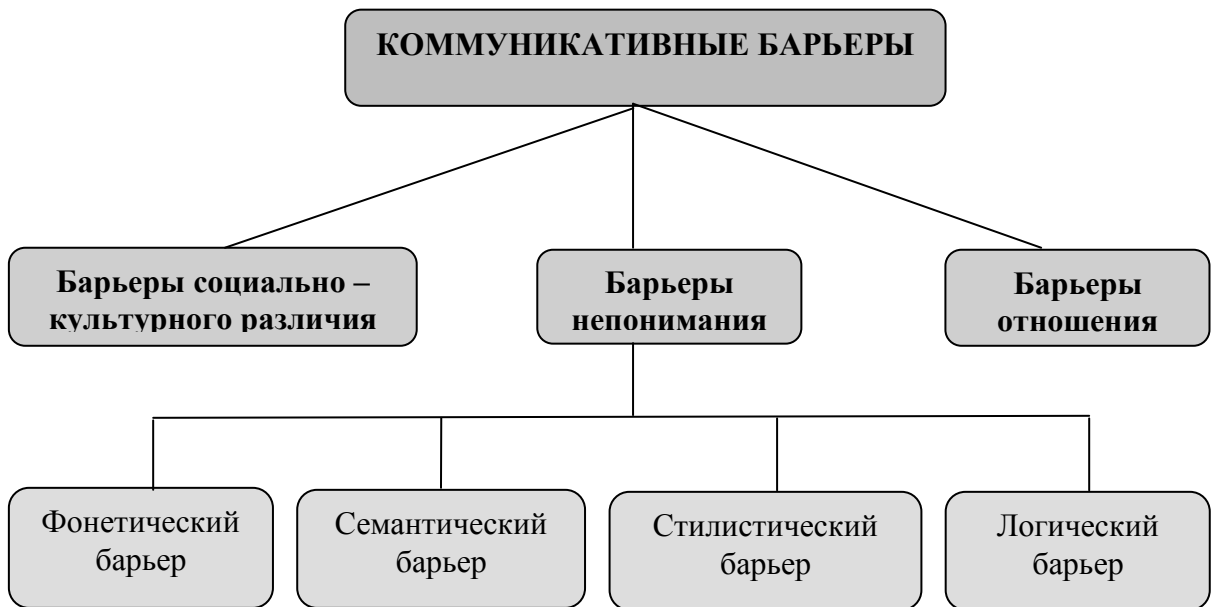 КОММУНИКАТИВНЫЕ БАРЬЕРЫ
Барьеры социально –
культурного различия
Барьеры
непонимания
Барьеры
отношения
Фонетический
барьер
Семантический
барьер
Стилистический
барьер
Логический
барьер